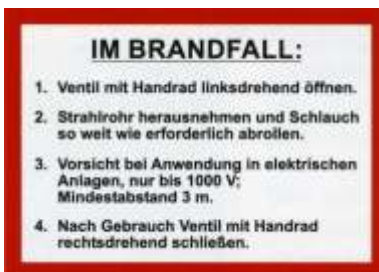 IM BRANDFALL:
1. Ventil mit Handrad linksdrehend öffnen.
2. Strahlrohr herausnehmen und Schlauch
so weit wie erforderlich abrollen.
3. Vorsicht bei Anwendung in elektrischen
Anlagen, nur bis 1000 V;
Mindestabstand 3 m.
4. Nach Gebrauch Ventil mit Handrad
rechtsdrehend schließen.